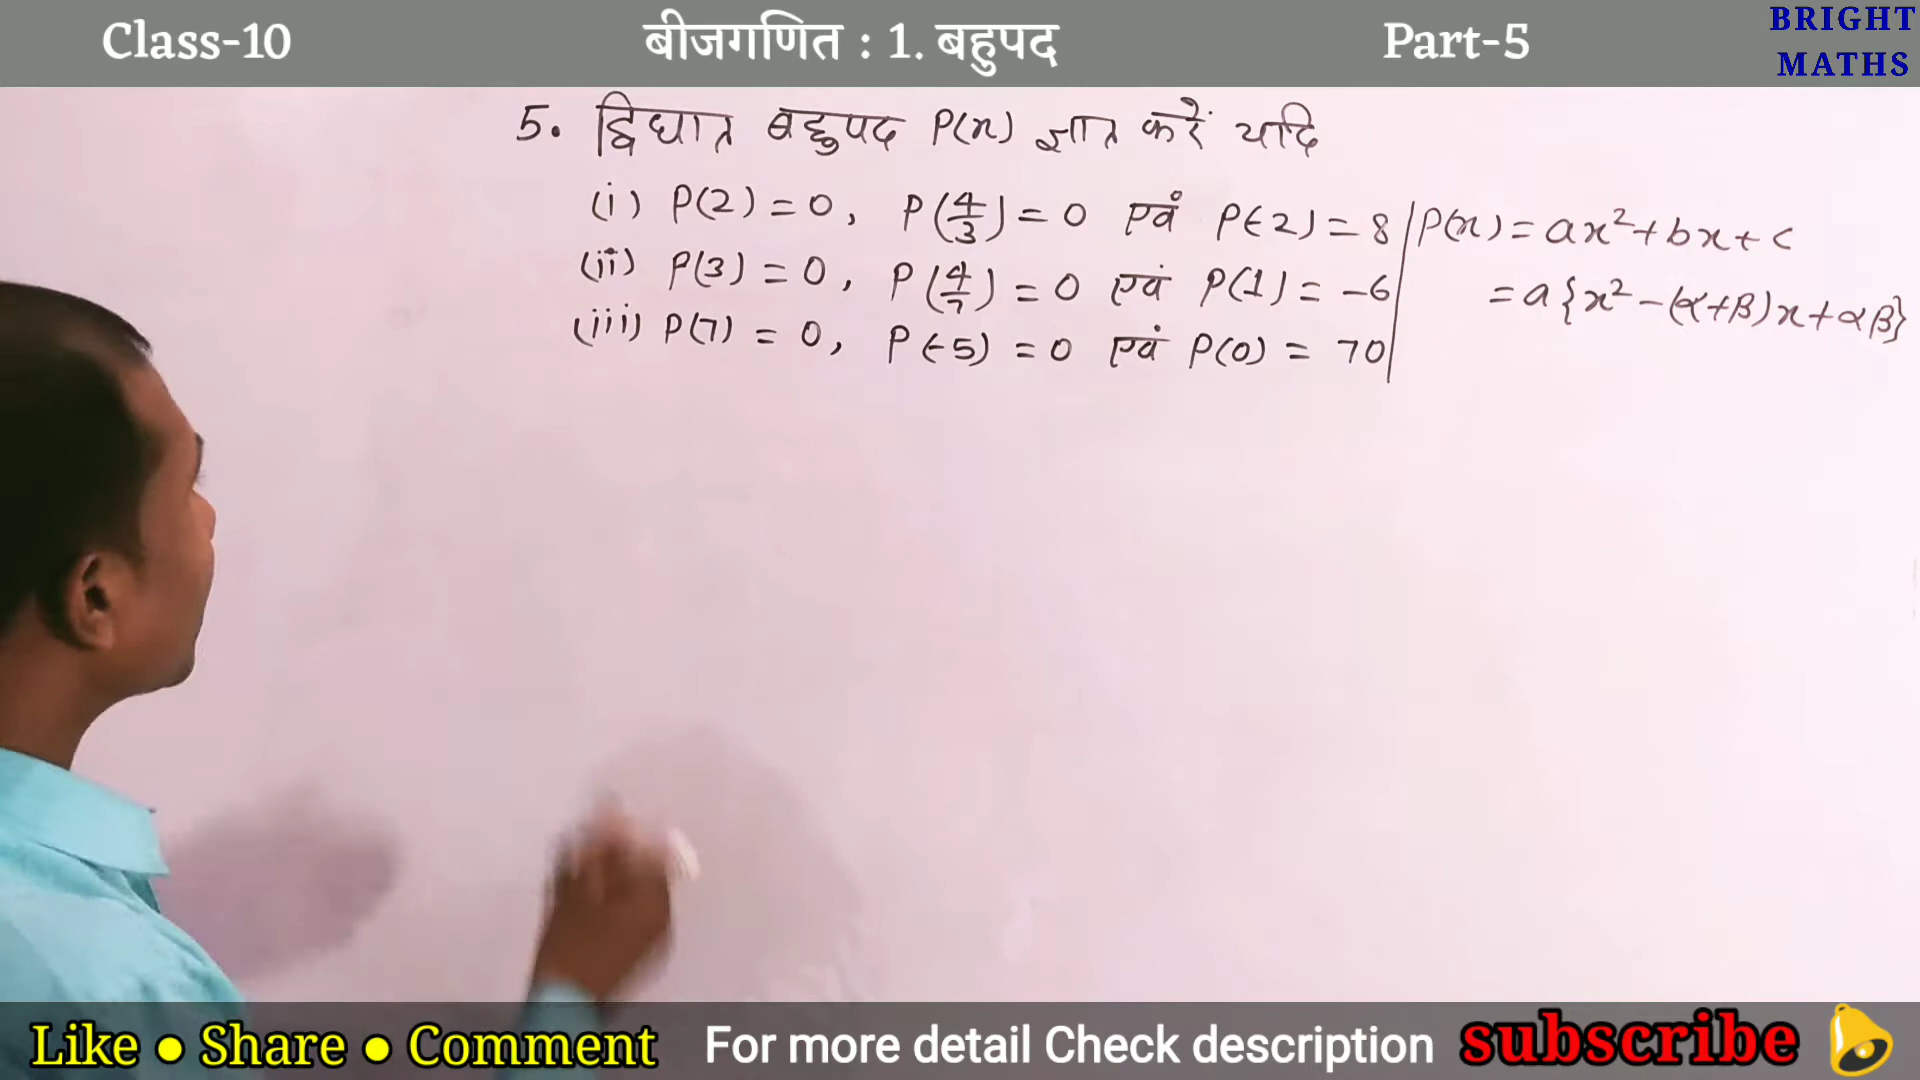 Class-10 बीजगणित : 1. बहुपद Part-5 BRIGHT MATHS
5. द्विघात बहुपद P(x) ज्ञात करें यदि
(i) P(2) = 0, P(4/3) = 0 एवं P(-2) = 8
(ii) P(3) = 0, P(4/7) = 0 एवं P(1) = -6
(iii) P(7) = 0, P(-5) = 0 एवं P(0) = 70
P(x) = ax² + bx + c
= a{x² - (α+β)x + αβ}
Like ● Share ● Comment For more detail Check description subscribe